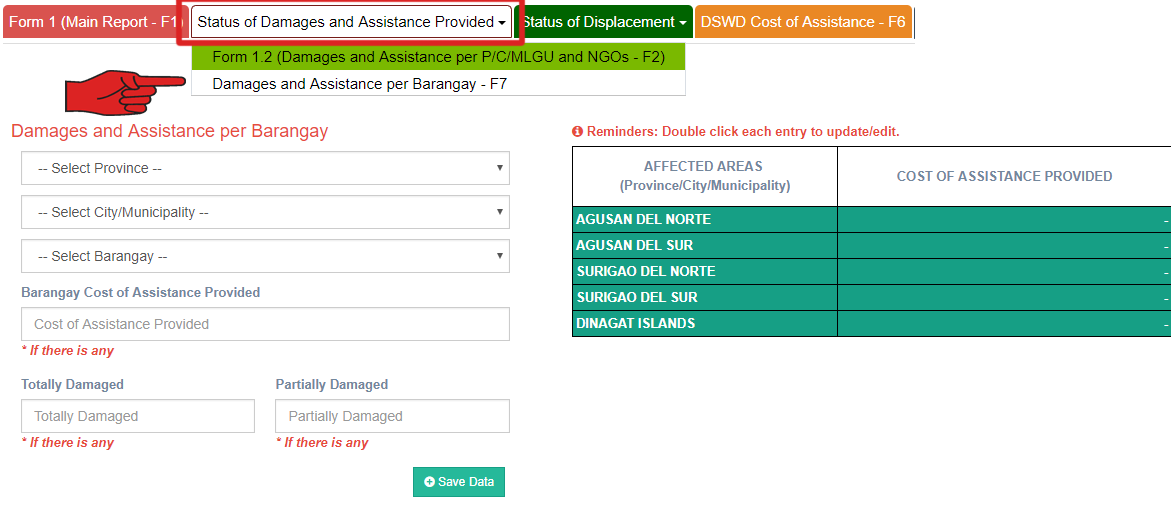 Form 1 (Main Report - F1) Status of Damages and Assistance Provided Status of Displacement DSWD Cost of Assistance - F6
Form 1.2 (Damages and Assistance per P/C/MLGU and NGOs - F2)
Damages and Assistance per Barangay - F7
Damages and Assistance per Barangay
-- Select Province --
-- Select City/Municipality --
-- Select Barangay --
Barangay Cost of Assistance Provided
Cost of Assistance Provided
* If there is any
Totally Damaged Partially Damaged
Totally Damaged Partially Damaged
* If there is any * If there is any
Save Data
Reminders: Double click each entry to update/edit.
AFFECTED AREAS
(Province/City/Municipality)
COST OF ASSISTANCE PROVIDED
AGUSAN DEL NORTE -
AGUSAN DEL SUR -
SURIGAO DEL NORTE -
SURIGAO DEL SUR -
DINAGAT ISLANDS -